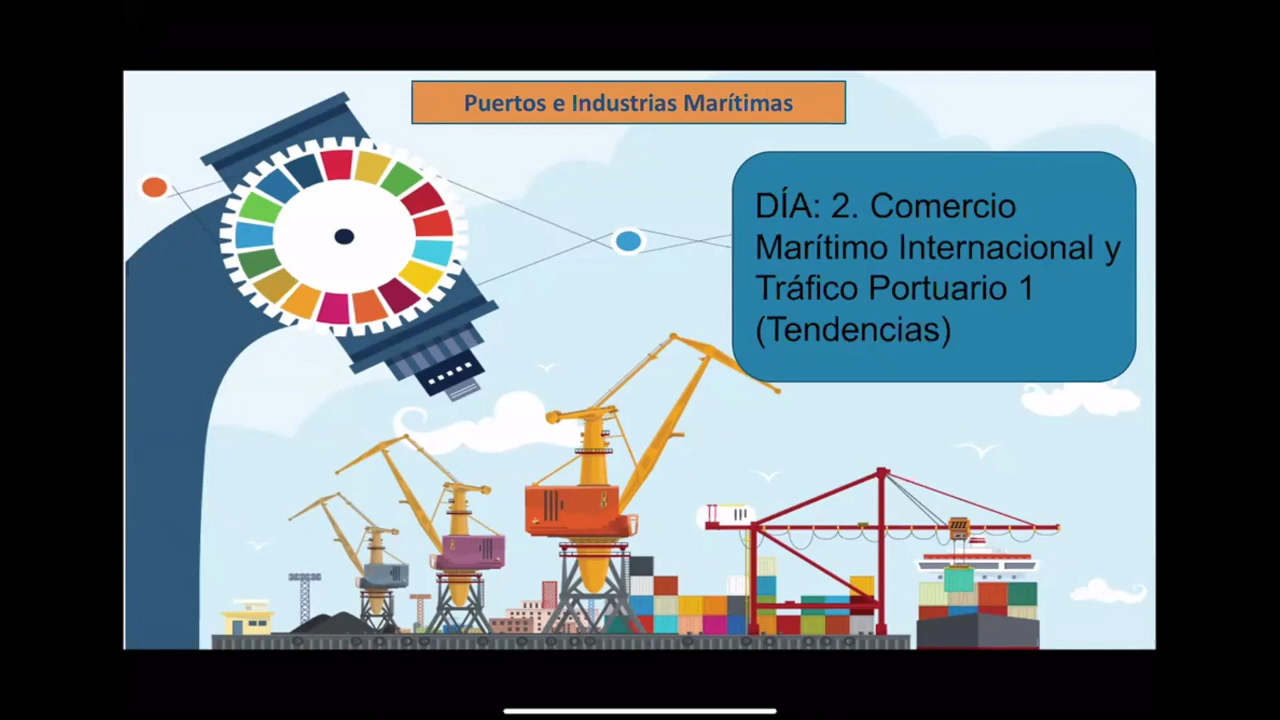 Puertos e Industrias Marítimas
DÍA: 2. Comercio
Marítimo Internacional y
Tráfico Portuario 1
(Tendencias)